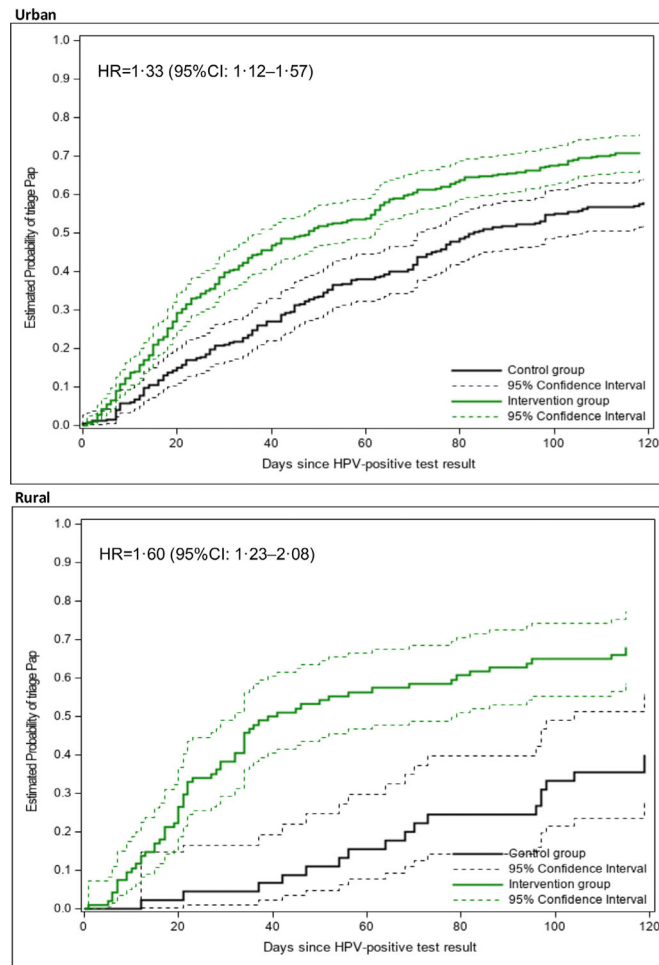 Urban
HR=1·33 (95%CI: 1·12–1·57)
Estimated Probability of triage Pap
1.0
0.9
0.8
0.7
0.6
0.5
0.4
0.3
0.2
0.1
0.0
Control group
95% Confidence Interval
Intervention group
95% Confidence Interval
0 20 40 60 80 100 120
Days since HPV-positive test result
Rural
HR=1·60 (95%CI: 1·23–2·08)
Estimated Probability of triage Pap
1.0
0.9
0.8
0.7
0.6
0.5
0.4
0.3
0.2
0.1
0.0
Control group
95% Confidence Interval
Intervention group
95% Confidence Interval
0 20 40 60 80 100 120
Days since HPV-positive test result